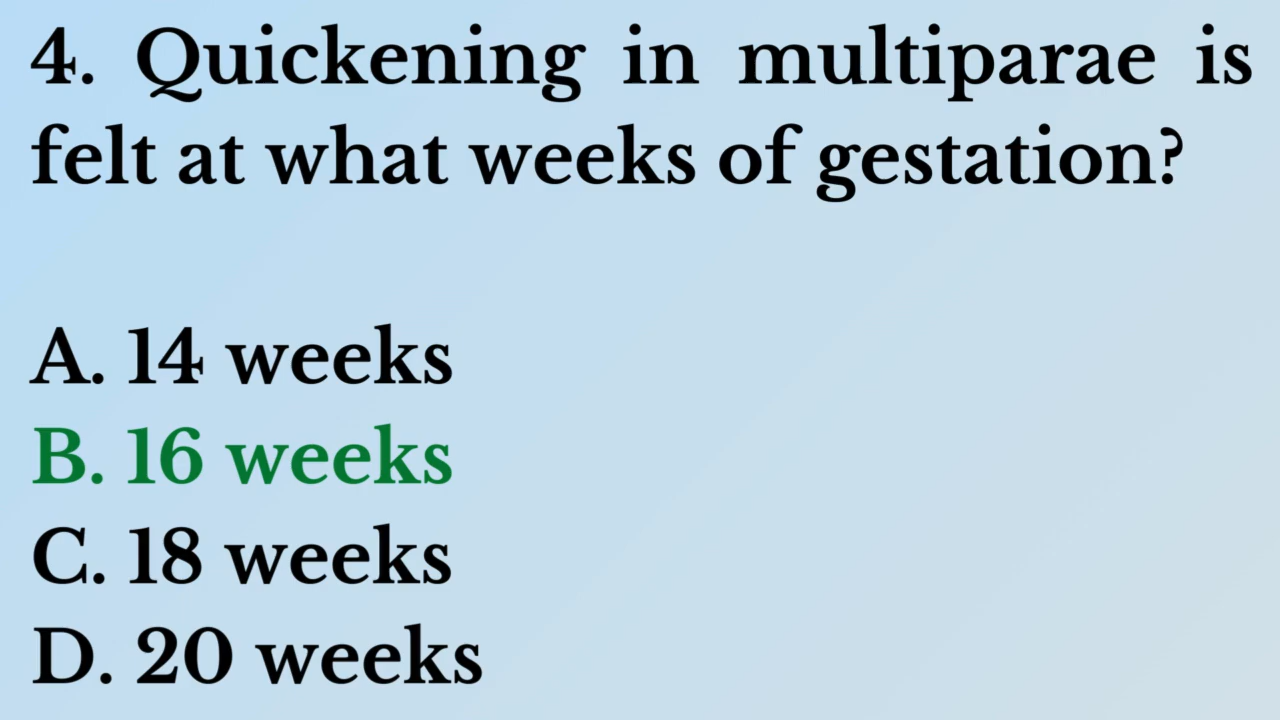 4. Quickening in multiparae is
felt at what weeks of gestation?
A. 14 weeks
B. 16 weeks
C. 18 weeks
D. 20 weeks